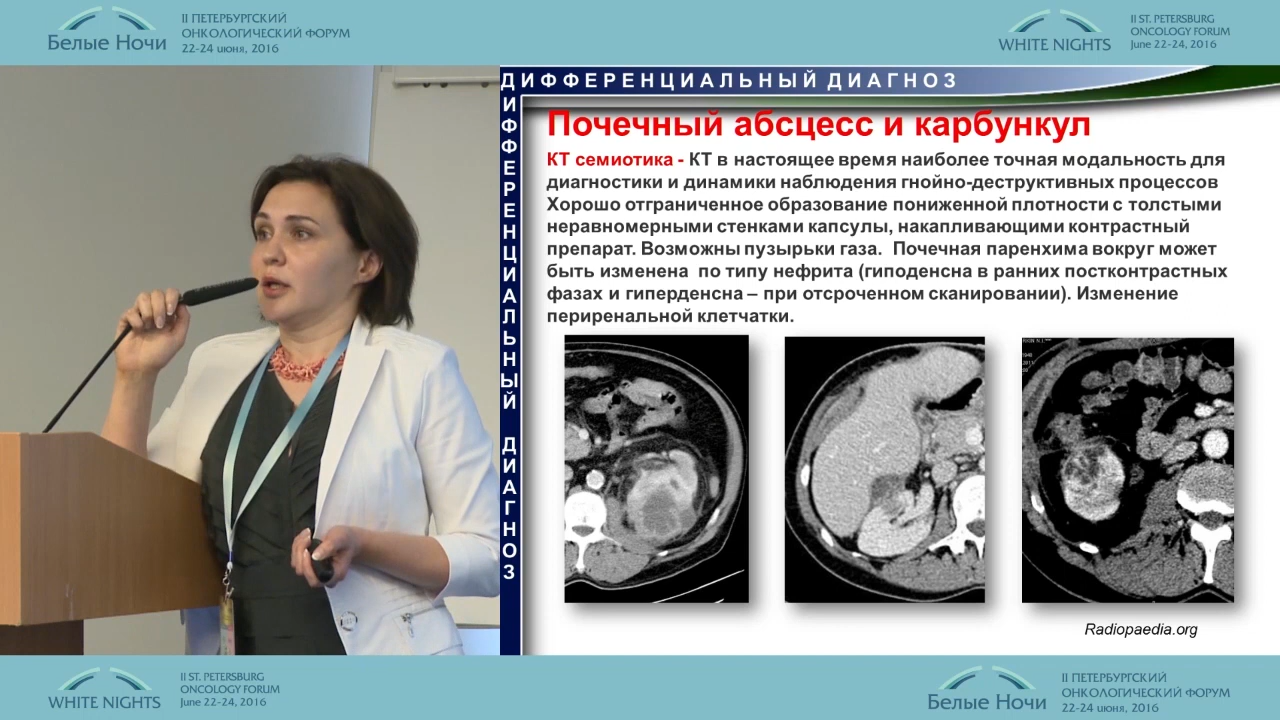 Белые Ночи
II ПЕТЕРБУРГСКИЙ
ОНКОЛОГИЧЕСКИЙ ФОРУМ
22-24 июня, 2016
WHITE NIGHTS
II ST. PETERSBURG
ONCOLOGY FORUM
June 22-24, 2016
ДИФФЕРЕНЦИАЛЬНЫЙ ДИАГНОЗ
ДИФФЕРЕНЦИАЛЬНЫЙ ДИАГНОЗ
Почечный абсцесс и карбункул
КТ семиотика - КТ в настоящее время наиболее точная модальность для
диагностики и динамики наблюдения гнойно-деструктивных процессов
Хорошо отграниченное образование пониженной плотности с толстыми
неравномерными стенками капсулы, накапливающими контрастный
препарат. Возможны пузырьки газа. Почечная паренхима вокруг может
быть изменена по типу нефрита (гиподенсна в ранних постконтрастных
фазах и гиперденсна – при отсроченном сканировании). Изменение
периренальной клетчатки.
Radiopaedia.org
WHITE NIGHTS
II ST. PETERSBURG
ONCOLOGY FORUM
June 22-24, 2016
Белые Ночи
II ПЕТЕРБУРГСКИЙ
ОНКОЛОГИЧЕСКИЙ ФОРУМ
22-24 июня, 2016